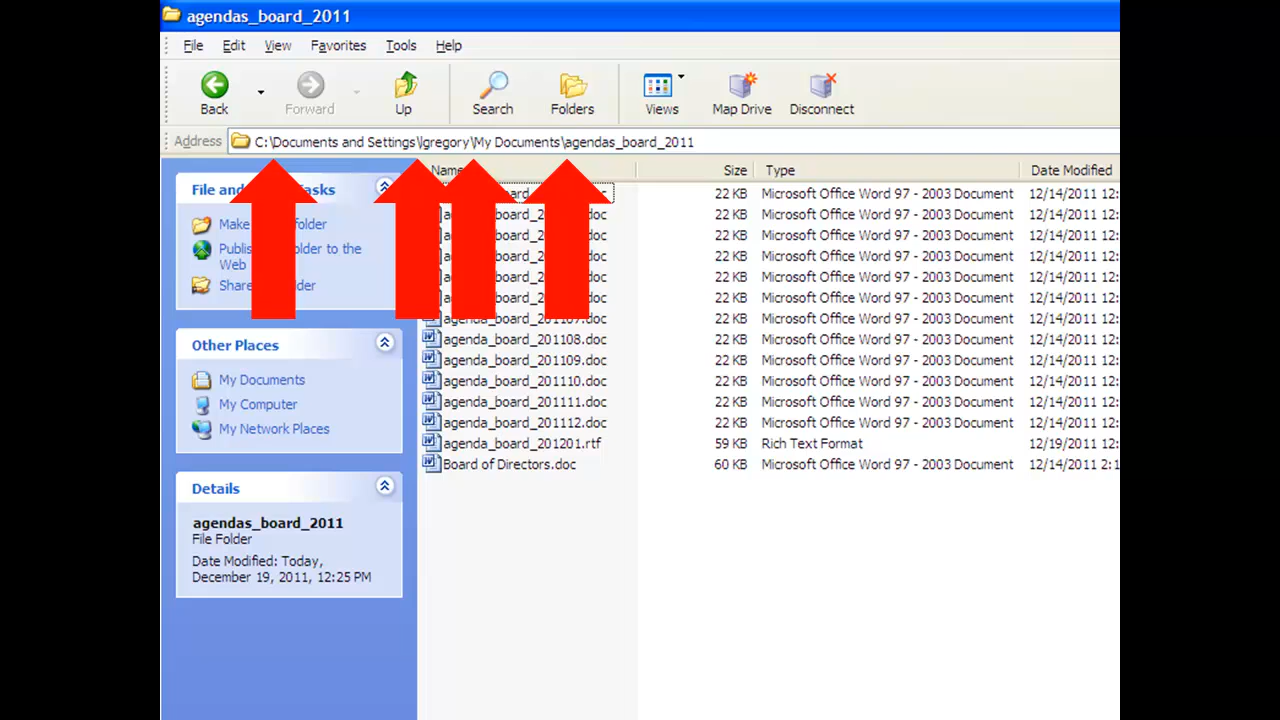 agendas_board_2011
File Edit View Favorites Tools Help
Back Forward Up Search Folders Views Map Drive Disconnect
Address C:\Documents and Settings\lgregory\My Documents\agendas_board_2011
Name Size Type Date Modified
File and Tasks
Make folder
Publish folder to the
Web
Share
Other Places
My Documents
My Computer
My Network Places
Details
agendas_board_2011
File Folder
Date Modified: Today,
December 19, 2011, 12:25 PM
22 KB Microsoft Office Word 97 - 2003 Document 12/14/2011 12:
22 KB Microsoft Office Word 97 - 2003 Document 12/14/2011 12:
22 KB Microsoft Office Word 97 - 2003 Document 12/14/2011 12:
22 KB Microsoft Office Word 97 - 2003 Document 12/14/2011 12:
22 KB Microsoft Office Word 97 - 2003 Document 12/14/2011 12:
22 KB Microsoft Office Word 97 - 2003 Document 12/14/2011 12:
agenda_board_201107.doc 22 KB Microsoft Office Word 97 - 2003 Document 12/14/2011 12:
agenda_board_201108.doc 22 KB Microsoft Office Word 97 - 2003 Document 12/14/2011 12:
agenda_board_201109.doc 22 KB Microsoft Office Word 97 - 2003 Document 12/14/2011 12:
agenda_board_201110.doc 22 KB Microsoft Office Word 97 - 2003 Document 12/14/2011 12:
agenda_board_201111.doc 22 KB Microsoft Office Word 97 - 2003 Document 12/14/2011 12:
agenda_board_201112.doc 22 KB Microsoft Office Word 97 - 2003 Document 12/14/2011 12:
agenda_board_201201.rtf 59 KB Rich Text Format 12/19/2011 12:
Board of Directors.doc 60 KB Microsoft Office Word 97 - 2003 Document 12/14/2011 2:1